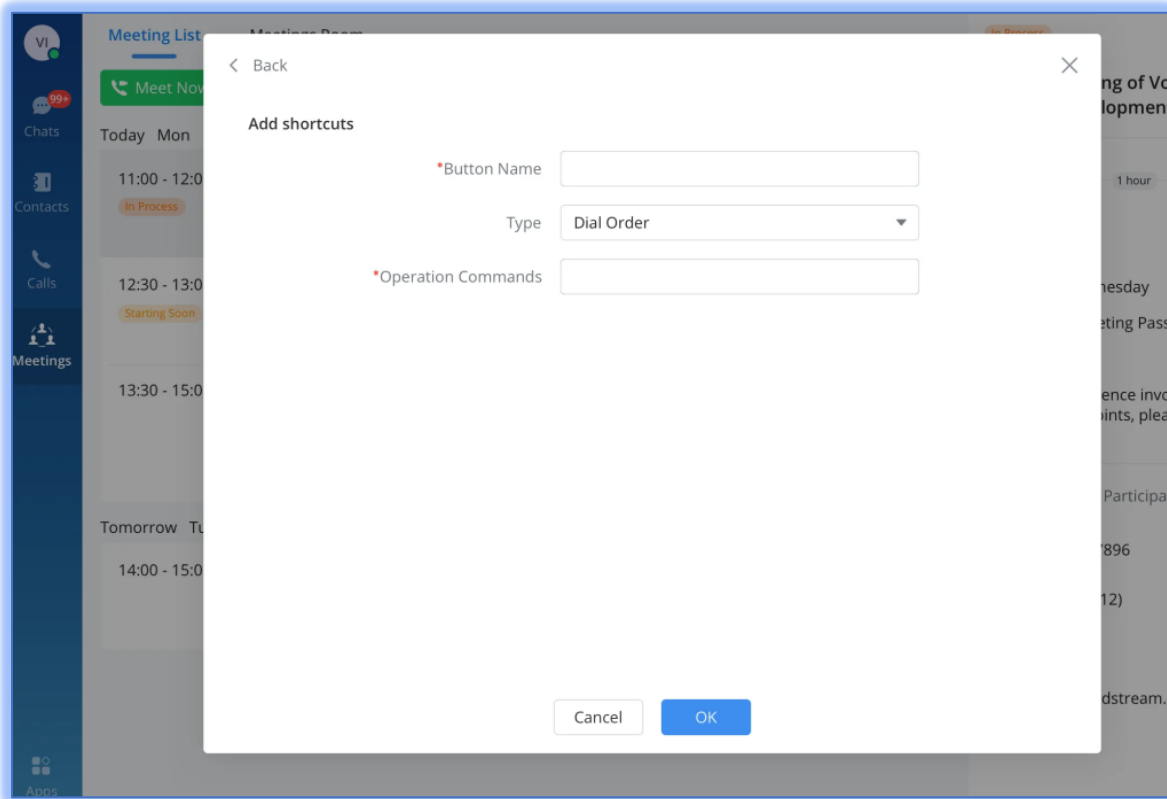 VI
99+
Chats
Contacts
Calls
Meetings
Apps
Meeting List
Meetings Room
Meet Now
Today Mon
11:00 - 12:0
In Process
12:30 - 13:0
Starting Soon
13:30 - 15:0
Tomorrow Tu
14:00 - 15:0
Back
Add shortcuts
*Button Name
Type
Dial Order
*Operation Commands
Cancel
OK
In Process
ng of Vo
lopmen
1 hour
nesday
eting Pass
ence invo
oints, plea
Participa
7896
12)
dstream.